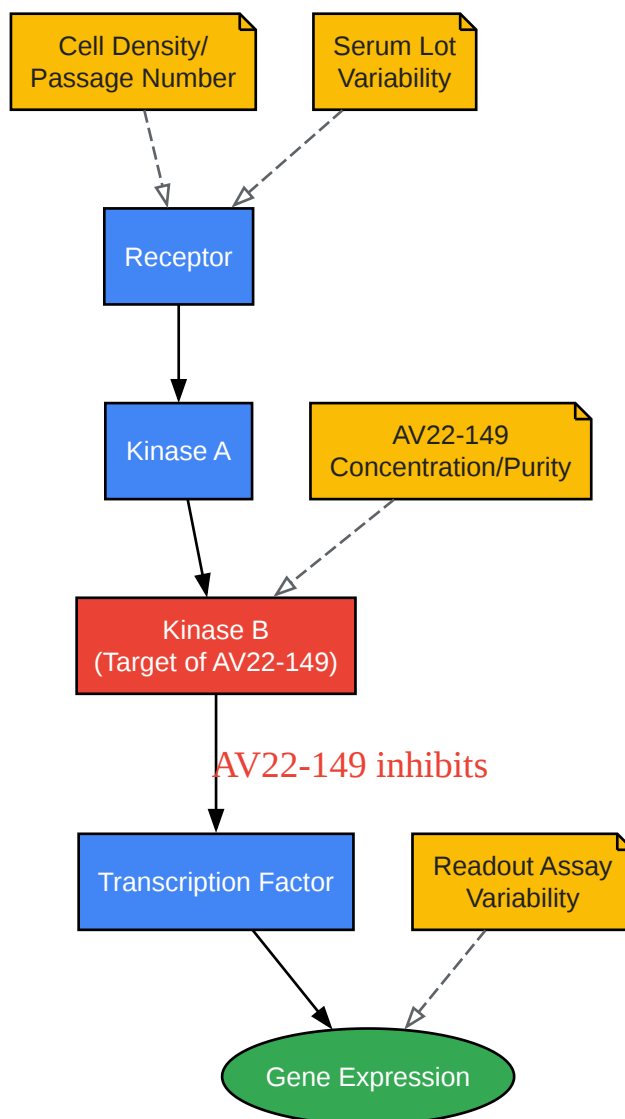 Cell Density/
Passage Number
Serum Lot
Variability
Receptor
Kinase A
AV22-149
Concentration/Purity
Kinase B
(Target of AV22-149)
AV22-149 inhibits
Transcription Factor
Readout Assay
Variability
Gene Expression